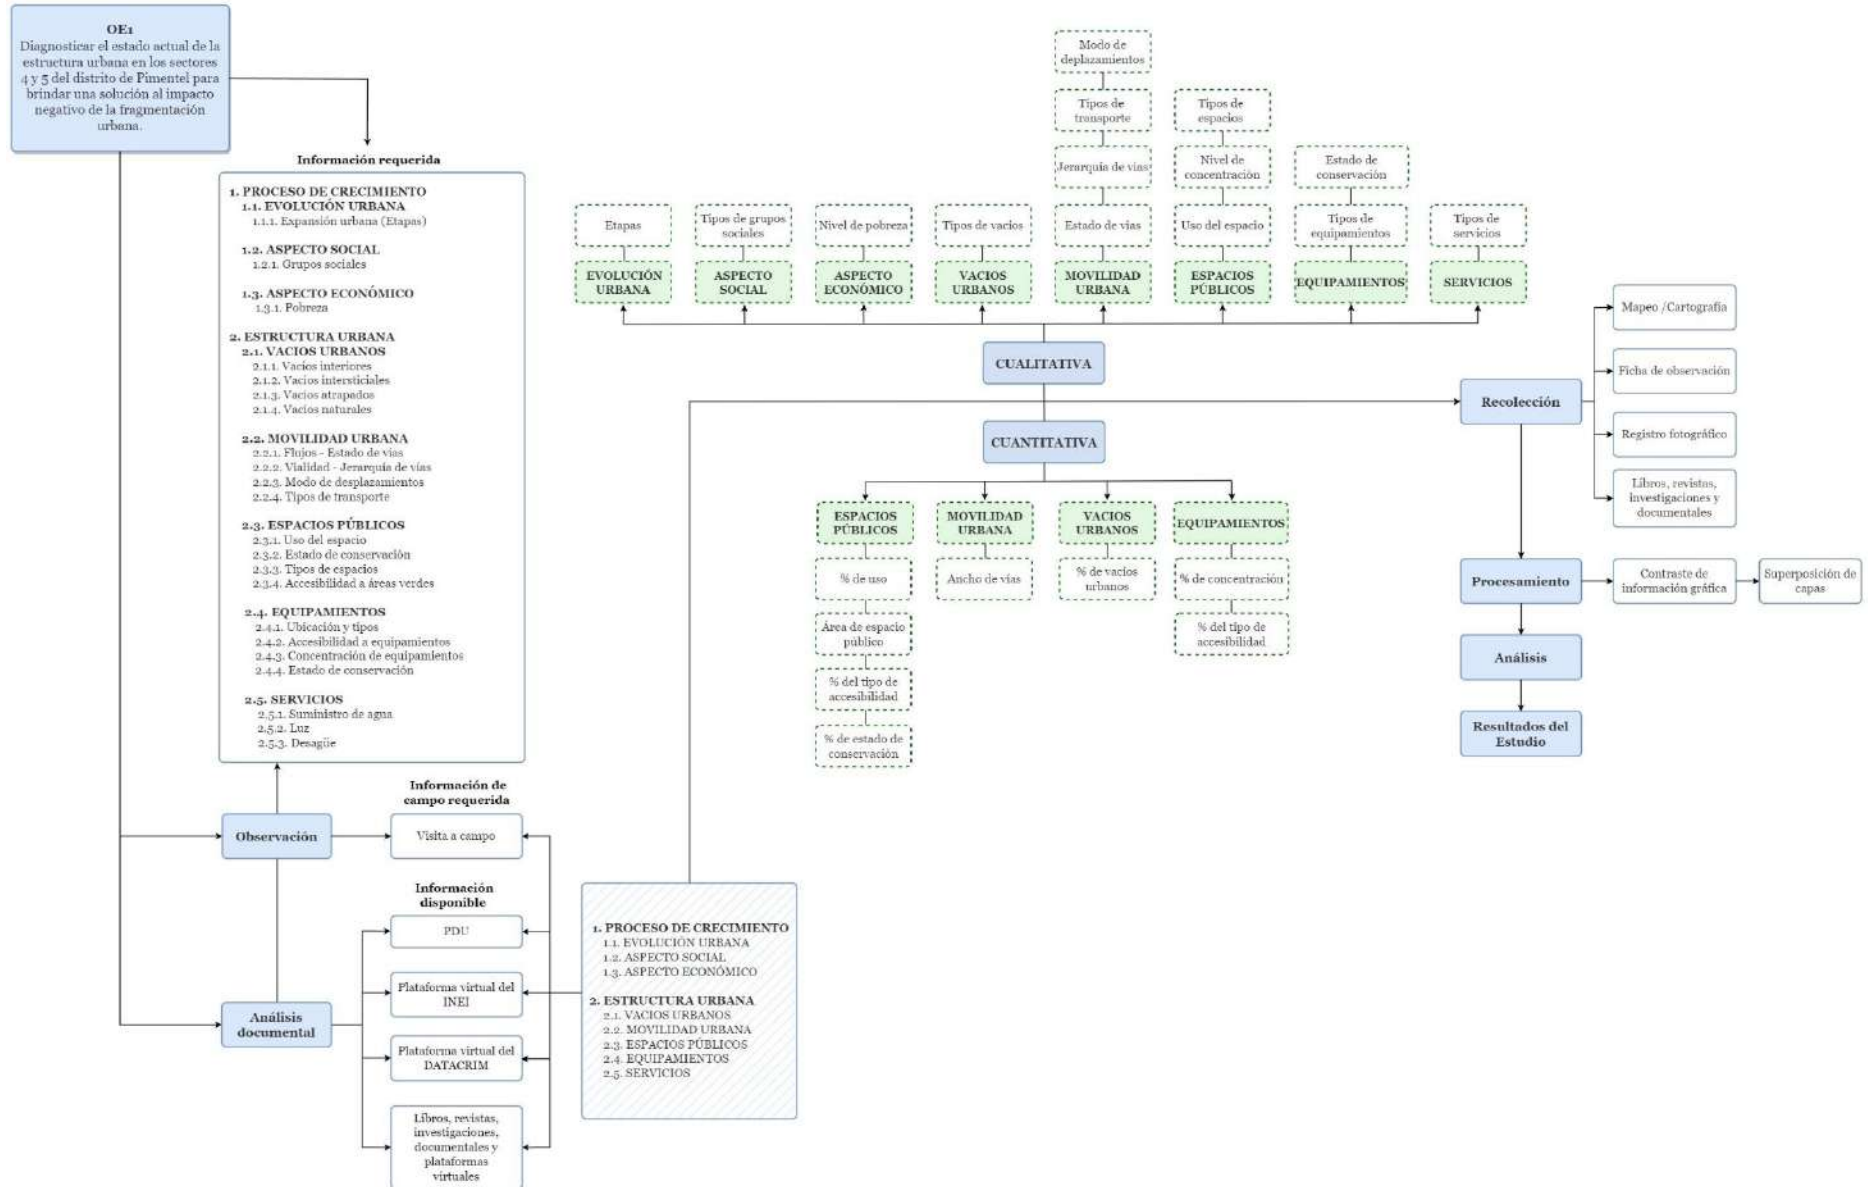 OE1
Diagnosticar el estado actual de la
estructura urbana en los sectores
4 y 5 del distrito de Pimentel para
brindar una solución al impacto
negativo de la fragmentación
urbana.
Información requerida
1. PROCESO DE CRECIMIENTO
1.1. EVOLUCIÓN URBANA
1.1.1. Expansión urbana (Etapas)
1.2. ASPECTO SOCIAL
1.2.1. Grupos sociales
1.3. ASPECTO ECONÓMICO
1.3.1. Pobreza
2. ESTRUCTURA URBANA
2.1. VACIOS URBANOS
2.1.1. Vacíos interiores
2.1.2. Vacíos intersticiales
2.1.3. Vacíos atrapados
2.1.4. Vacíos naturales
2.2. MOVILIDAD URBANA
2.2.1. Flujos - Estado de vías
2.2.2. Vialidad - Jerarquía de vías
2.2.3. Modo de desplazamientos
2.2.4. Tipos de transporte
2.3. ESPACIOS PÚBLICOS
2.3.1. Uso del espacio
2.3.2. Estado de conservación
2.3.3. Tipos de espacios
2.3.4. Accesibilidad a áreas verdes
2.4. EQUIPAMIENTOS
2.4.1. Ubicación y tipos
2.4.2. Accesibilidad a equipamientos
2.4.3. Concentración de equipamientos
2.4.4. Estado de conservación
2.5. SERVICIOS
2.5.1. Suministro de agua
2.5.2. Luz
2.5.3. Desagüe
Observación
Análisis
documental
Información de
campo requerida
Visita a campo
Información
disponible
PDU
Plataforma virtual del
INEI
Plataforma virtual del
DATACRIM
Libros, revistas,
investigaciones,
documentales y
plataformas
virtuales
1. PROCESO DE CRECIMIENTO
1.1. EVOLUCIÓN URBANA
1.2. ASPECTO SOCIAL
1.3. ASPECTO ECONÓMICO
2. ESTRUCTURA URBANA
2.1. VACIOS URBANOS
2.2. MOVILIDAD URBANA
2.3. ESPACIOS PÚBLICOS
2.4. EQUIPAMIENTOS
2.5. SERVICIOS
Etapas
EVOLUCIÓN
URBANA
Tipos de grupos
sociales
ASPECTO
SOCIAL
Nivel de pobreza
ASPECTO
ECONÓMICO
Tipos de vacíos
VACIOS
URBANOS
Modo de
deplazamientos
Tipos de
transporte
Jerarquía de vías
Estado de vías
MOVILIDAD
URBANA
Tipos de
espacios
Nivel de
concentración
Uso del espacio
ESPACIOS
PÚBLICOS
Estado de
conservación
Tipos de
equipamientos
EQUIPAMIENTOS
Tipos de
servicios
SERVICIOS
CUALITATIVA
CUANTITATIVA
ESPACIOS
PÚBLICOS
% de uso
Área de espacio
público
% del tipo de
accesibilidad
% de estado de
conservación
MOVILIDAD
URBANA
Ancho de vías
VACIOS
URBANOS
% de vacíos
urbanos
EQUIPAMIENTOS
% de concentración
% del tipo de
accesibilidad
Recolección
Mapeo /Cartografía
Ficha de observación
Registro fotográfico
Libros, revistas,
investigaciones y
documentales
Procesamiento
Contraste de
información gráfica
Superposición de
capas
Análisis
Resultados del
Estudio